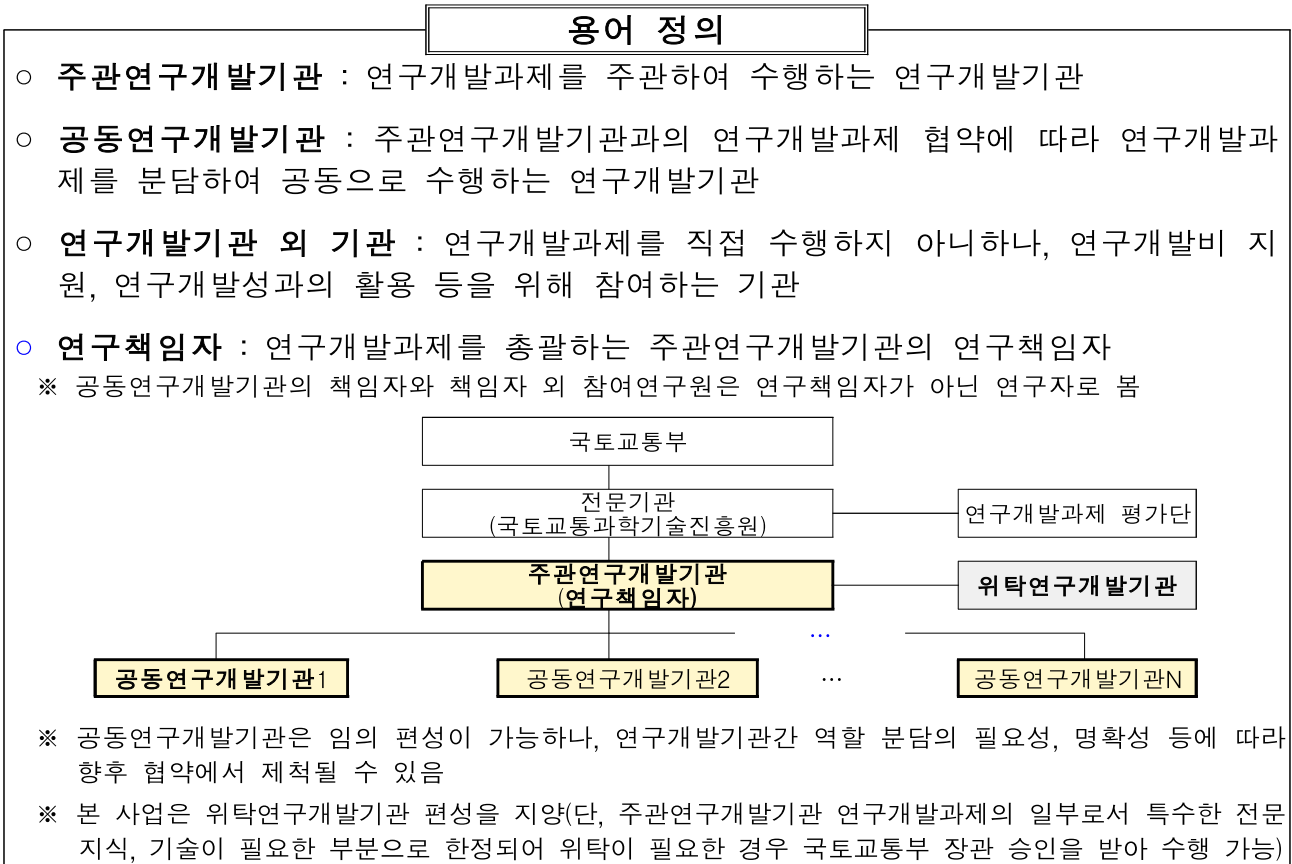 용어 정의
○ 주관연구개발기관 : 연구개발과제를 주관하여 수행하는 연구개발기관
○ 공동연구개발기관 : 주관연구개발기관과의 연구개발과제 협약에 따라 연구개발과
제를 분담하여 공동으로 수행하는 연구개발기관
○ 연구개발기관 외 기관 : 연구개발과제를 직접 수행하지 아니하나, 연구개발비 지
원, 연구개발성과의 활용 등을 위해 참여하는 기관
○ 연구책임자 : 연구개발과제를 총괄하는 주관연구개발기관의 연구책임자
※ 공동연구개발기관의 책임자와 책임자 외 참여연구원은 연구책임자가 아닌 연구자로 봄
국토교통부
전문기관
(국토교통과학기술진흥원)
연구개발과제 평가단
주관연구개발기관
(연구책임자)
위탁연구개발기관
...
공동연구개발기관1
공동연구개발기관2
...
공동연구개발기관N
※ 공동연구개발기관은 임의 편성이 가능하나, 연구개발기관간 역할 분담의 필요성, 명확성 등에 따라
향후 협약에서 제척될 수 있음
※ 본 사업은 위탁연구개발기관 편성을 지양(단, 주관연구개발기관 연구개발과제의 일부로서 특수한 전문
지식, 기술이 필요한 부분으로 한정되어 위탁이 필요한 경우 국토교통부 장관 승인을 받아 수행 가능)